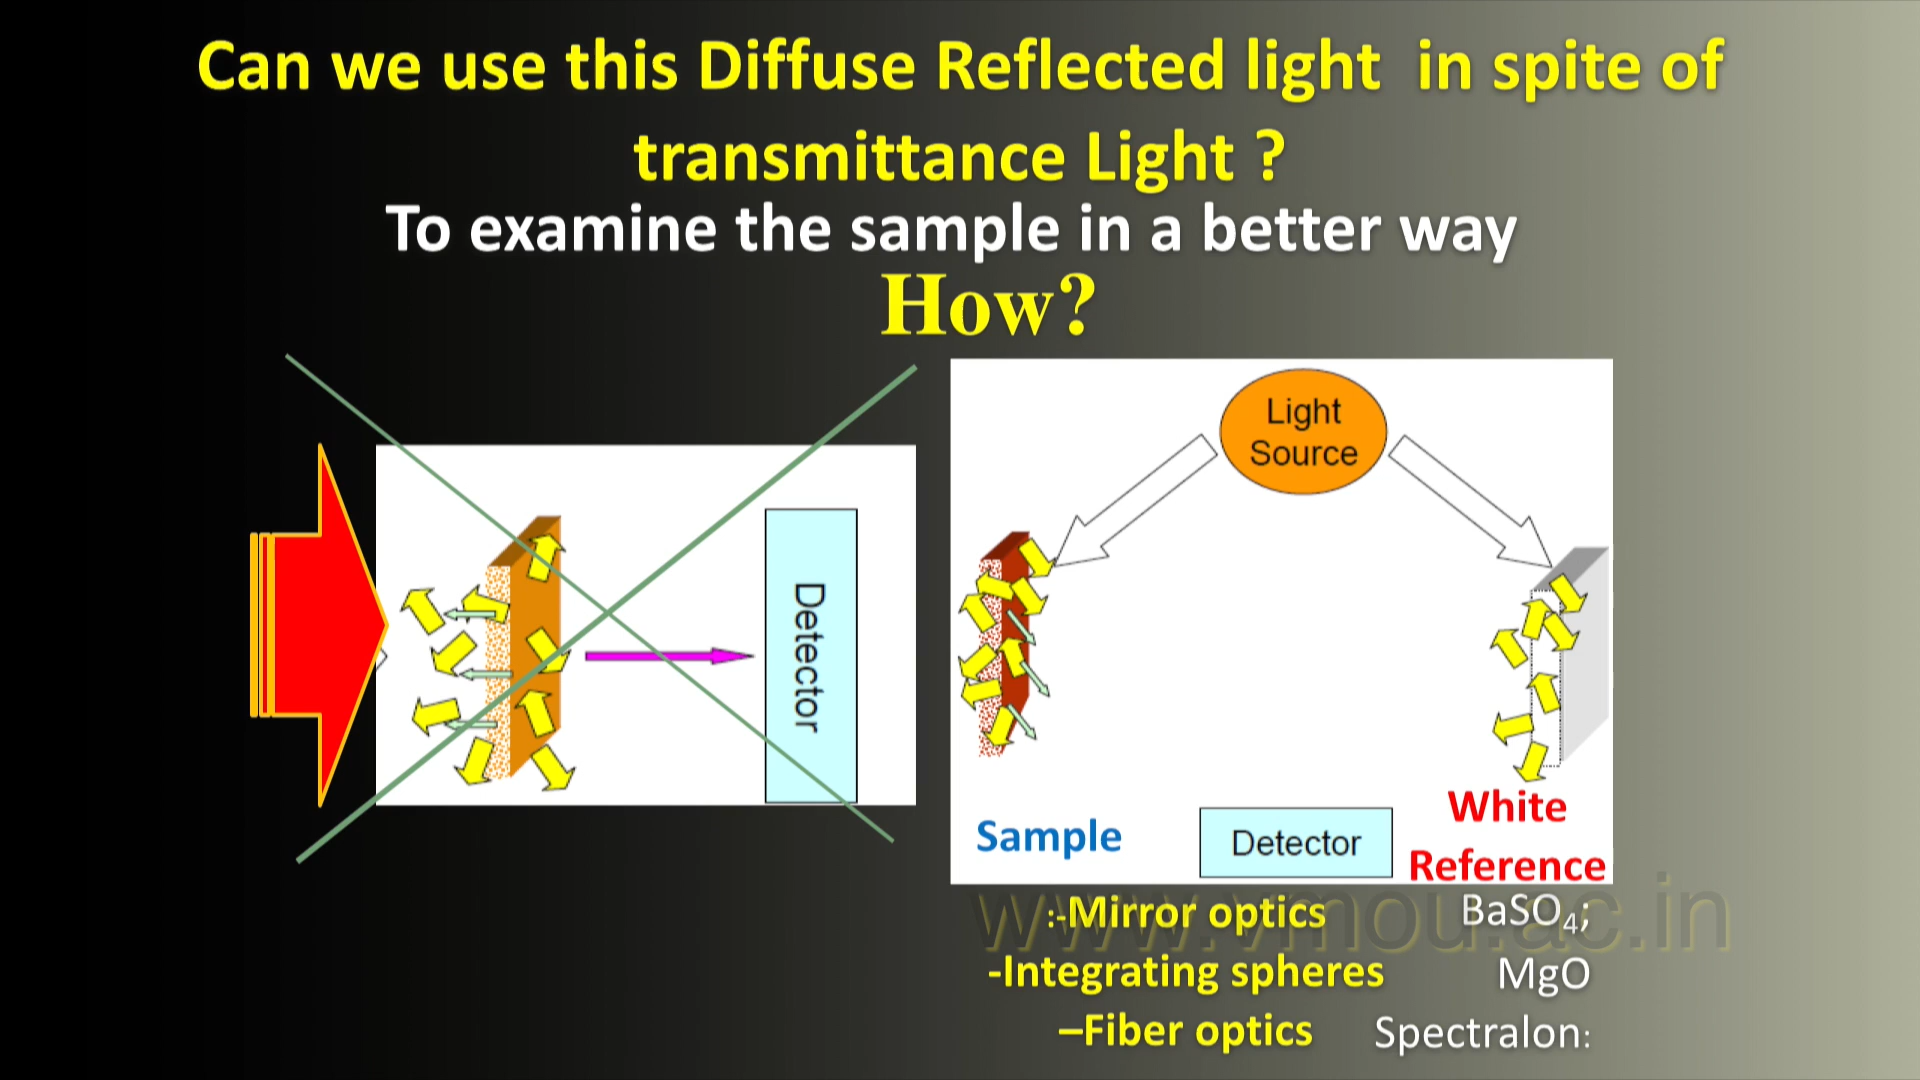 Can we use this Diffuse Reflected light in spite of
transmittance Light ?
To examine the sample in a better way
How?
Detector
Light
Source
Sample
Detector
White
Reference
www.vmou.ac.in
:-Mirror optics
BaSO₄;
-Integrating spheres
MgO
–Fiber optics
Spectralon: